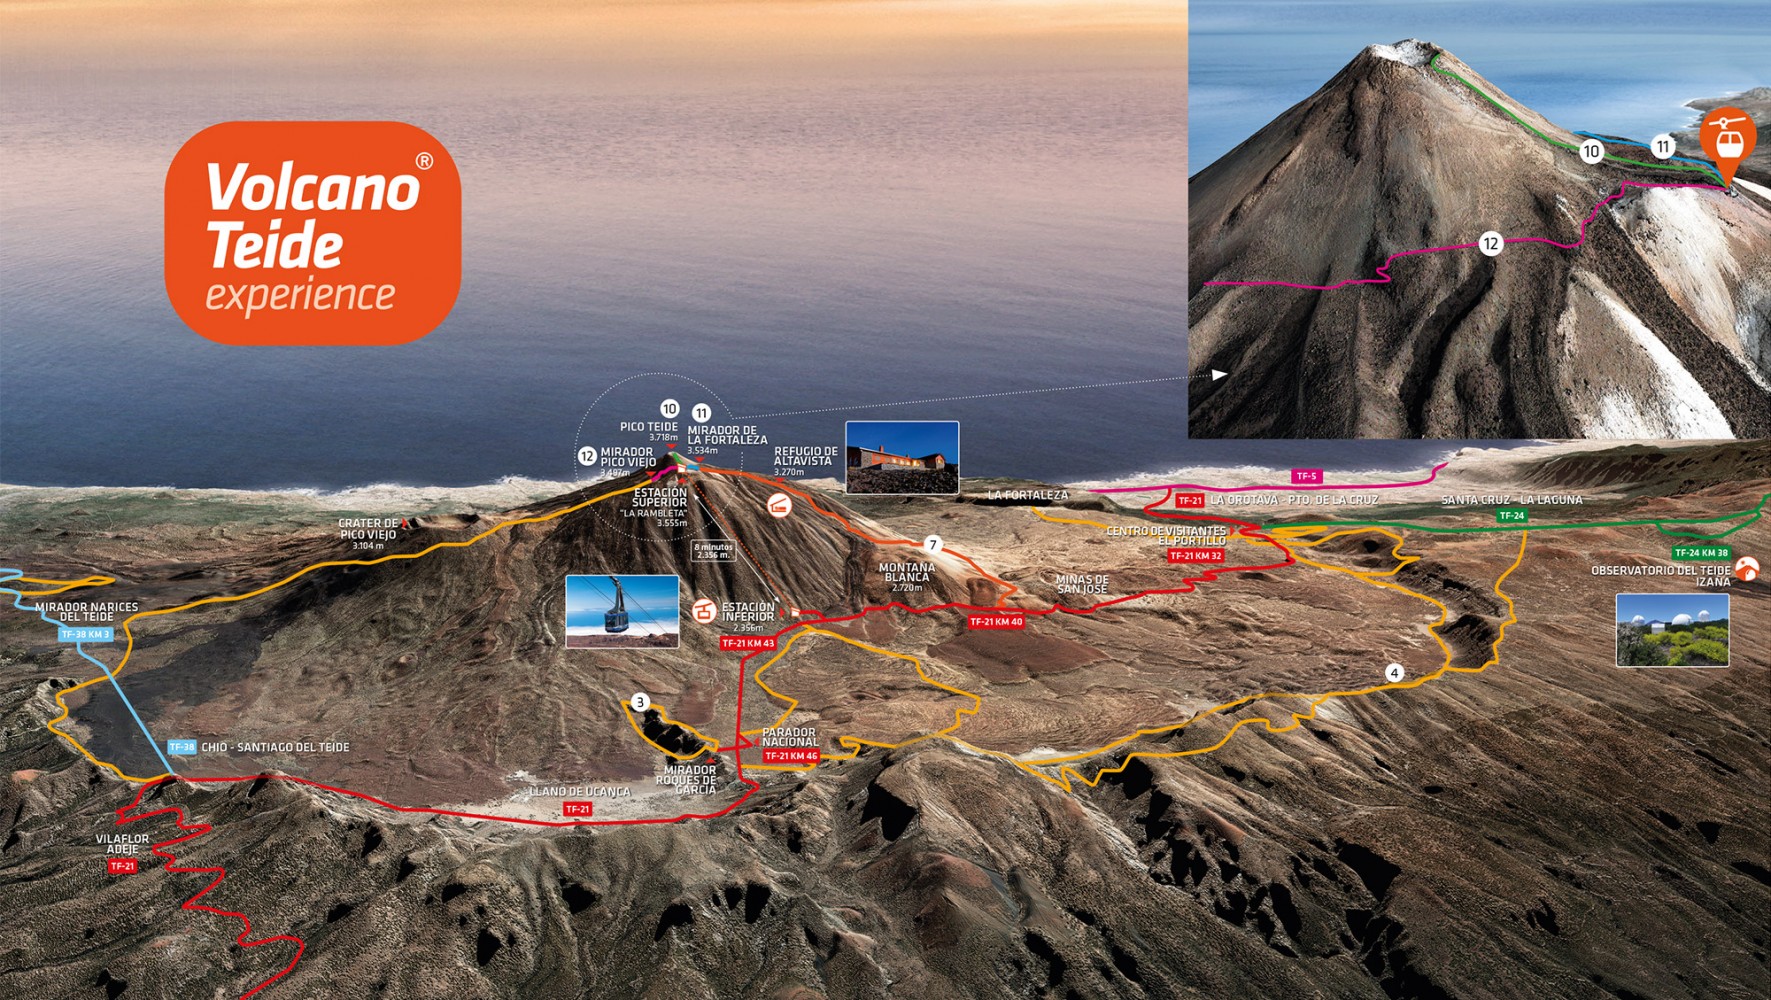 Volcano®
Teide
experience
10
11
12
10
11
PICO TEIDE
3.718m
MIRADOR DE
LA FORTALEZA
3.534m
12
MIRADOR
PICO VIEJO
3.497m
REFUGIO DE
ALTAVISTA
3.270m
ESTACIÓN
SUPERIOR
"LA RAMBLETA"
3.555m
CRATER DE
PICO VIEJO
3.104 m
8 minutos
2.356 m.
7
MONTAÑA
BLANCA
2.720m
MINAS DE
SAN JOSÉ
LA FORTALEZA
TF-5
TF-21 LA OROTAVA - PTO. DE LA CRUZ
SANTA CRUZ - LA LAGUNA
TF-24
CENTRO DE VISITANTES
EL PORTILLO
TF-21 KM 32
TF-24 KM 38
OBSERVATORIO DEL TEIDE
IZAÑA
MIRADOR NARICES
DEL TEIDE
TF-38 KM 3
ESTACIÓN
INFERIOR
2.356m
TF-21 KM 43
TF-21 KM 40
4
3
PARADOR
NACIONAL
TF-21 KM 46
MIRADOR
ROQUES DE
GARCÍA
TF-38 CHIO - SANTIAGO DEL TEIDE
LLANO DE UCANCA
TF-21
VILAFLOR
ADEJE
TF-21